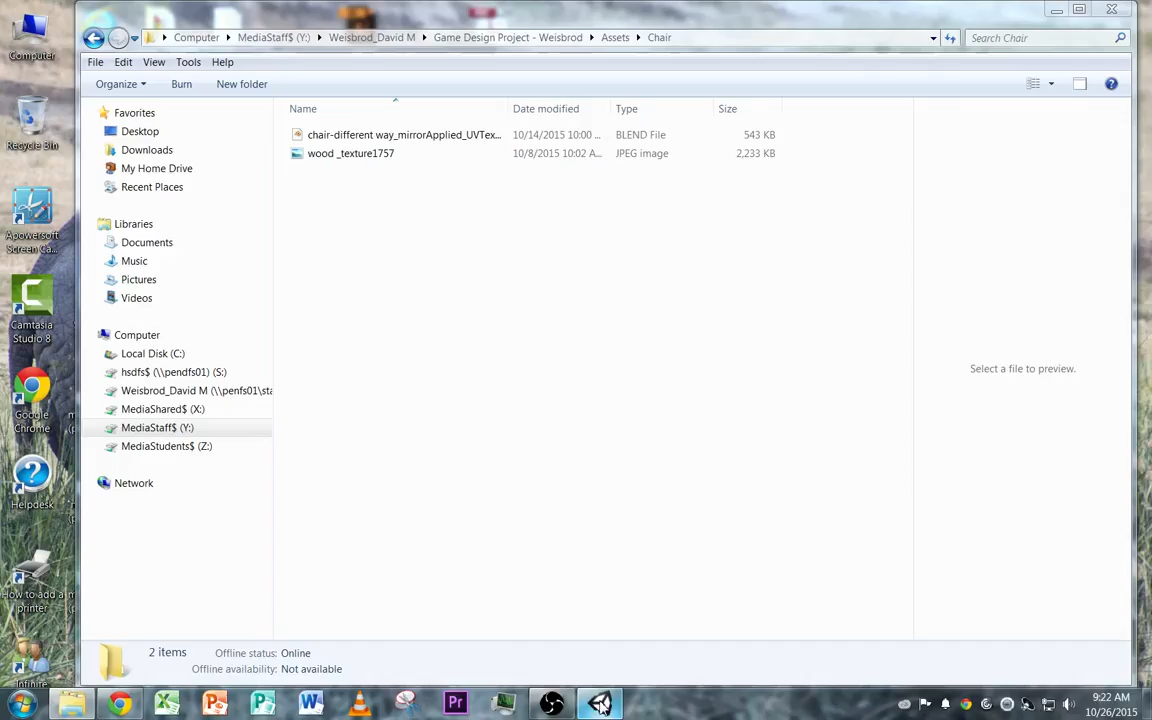 Computer
Recycle Bin
Apowersoft
Screen Ca...
Camtasia
Studio 8
Google
Chrome
Helpdesk
How to add a
printer
Infinite
Computer MediaStaff$ (Y:) Weisbrod_David M Game Design Project - Weisbrod Assets Chair
Search Chair
File Edit View Tools Help
Organize Burn New folder
Favorites
Desktop
Downloads
My Home Drive
Recent Places
Libraries
Documents
Music
Pictures
Videos
Computer
Local Disk (C:)
hsdfs$ (\\pendfs01) (S:)
Weisbrod_David M (\\penfs01\sta
MediaShared$ (X:)
MediaStaff$ (Y:)
MediaStudents$ (Z:)
Network
Name Date modified Type Size
chair-different way_mirrorApplied_UVTex... 10/14/2015 10:00 ... BLEND File 543 KB
wood _texture1757 10/8/2015 10:02 A... JPEG image 2,233 KB
Select a file to preview.
2 items Offline status: Online
Offline availability: Not available
9:22 AM
10/26/2015